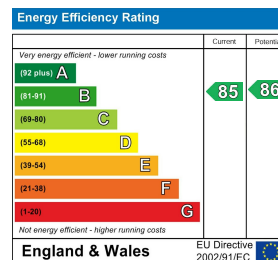 Energy Efficiency Rating
Current Potentia
Very energy efficient - lower running costs
(92 plus) A
(81-91) B
(69-80) C
(55-68) D
(39-54) E
(21-38) F
(1-20) G
85 86
Not energy efficient - higher running costs
England & Wales
EU Directive
2002/91/EC